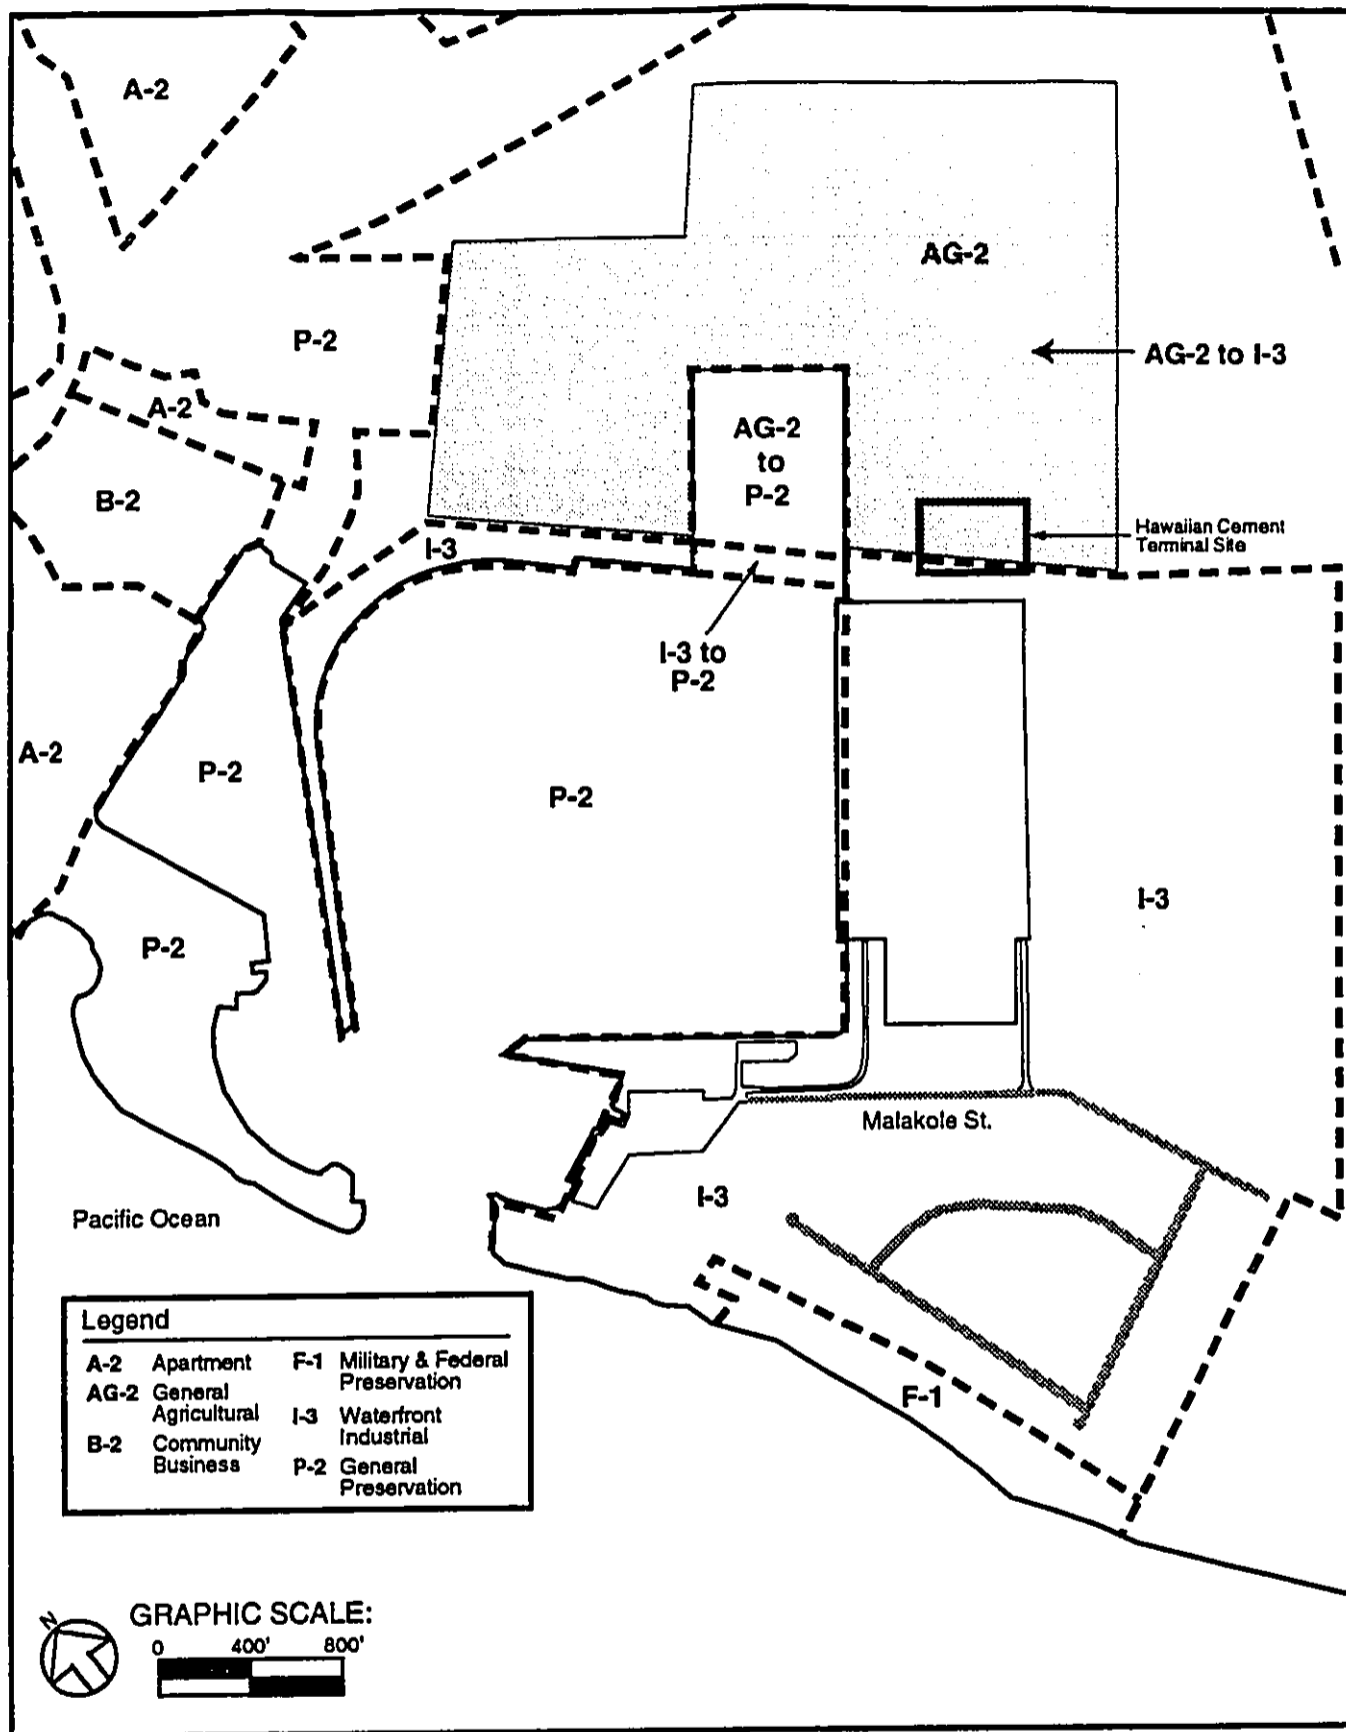 A-2
AG-2
P-2
AG-2 to I-3
A-2
AG-2
to
P-2
B-2
Hawaiian Cement
Terminal Site
I-3
I-3 to
P-2
A-2
P-2
P-2
I-3
P-2
Malakole St.
I-3
Pacific Ocean
F-1
Legend
A-2 Apartment
AG-2 General
Agricultural
B-2 Community
Business
F-1 Military & Federal
Preservation
I-3 Waterfront
Industrial
P-2 General
Preservation
N
GRAPHIC SCALE:
0 400' 800'